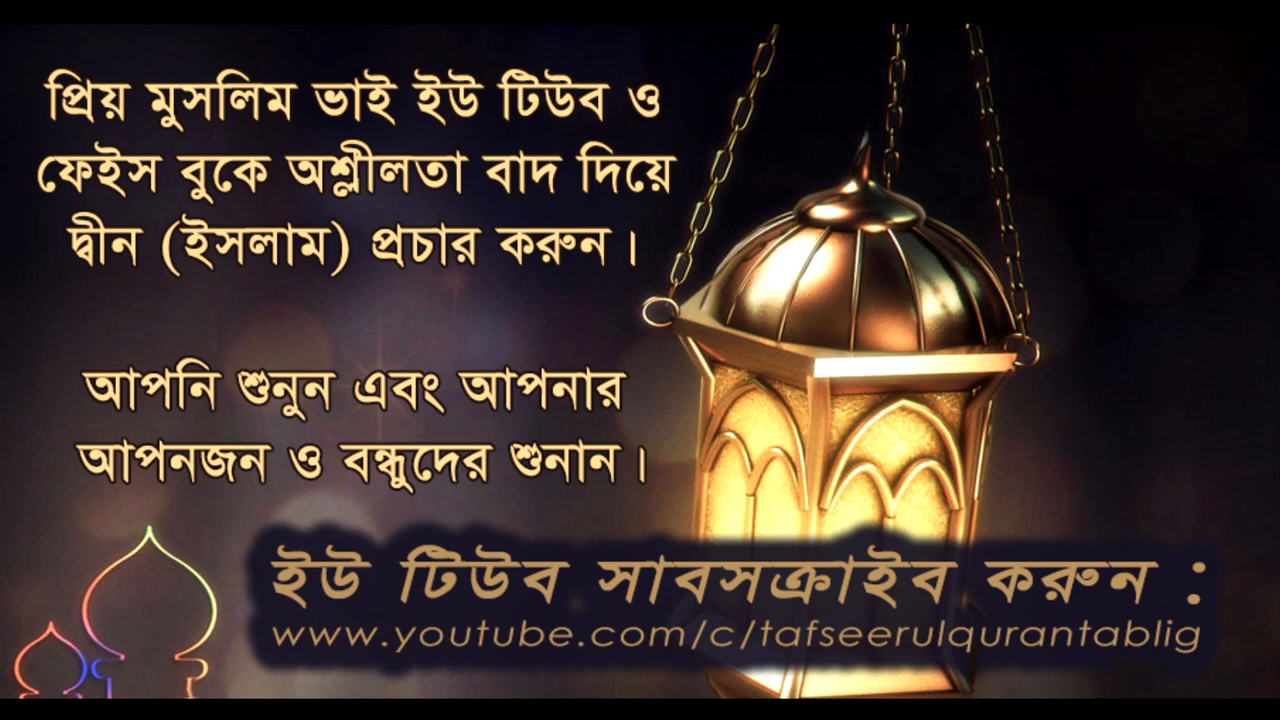 প্রিয় মুসলিম ভাই ইউ টিউব ও
ফেইস বুকে অশ্লীলতা বাদ দিয়ে
দ্বীন (ইসলাম) প্রচার করুন।
আপনি শুনুন এবং আপনার
আপনজন ও বন্ধুদের শুনান।
ইউ টিউব সাবসক্রাইব করুন :
www.youtube.com/c/tafseerulqurantablig